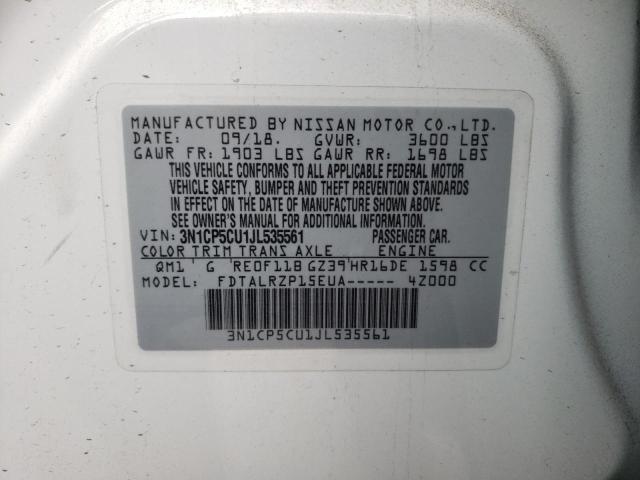 MANUFACTURED BY NISSAN MOTOR CO.,LTD.
DATE: 09/18. GVWR: 3600 LBS
GAWR FR: 1903 LBS GAWR RR: 1698 LBS
THIS VEHICLE CONFORMS TO ALL APPLICABLE FEDERAL MOTOR
VEHICLE SAFETY, BUMPER AND THEFT PREVENTION STANDARDS
IN EFFECT ON THE DATE OF MANUFACTURE SHOWN ABOVE.
SEE OWNER'S MANUAL FOR ADDITIONAL INFORMATION.
VIN: 3N1CP5CU1JL535561 PASSENGER CAR.
COLOR TRIM TRANS AXLE ENGINE
QM1 G RE0F11B GZ39 HR16DE 1598 CC
MODEL: FDTALRZP15EUA----- 4Z000
3N1CP5CU1JL535561